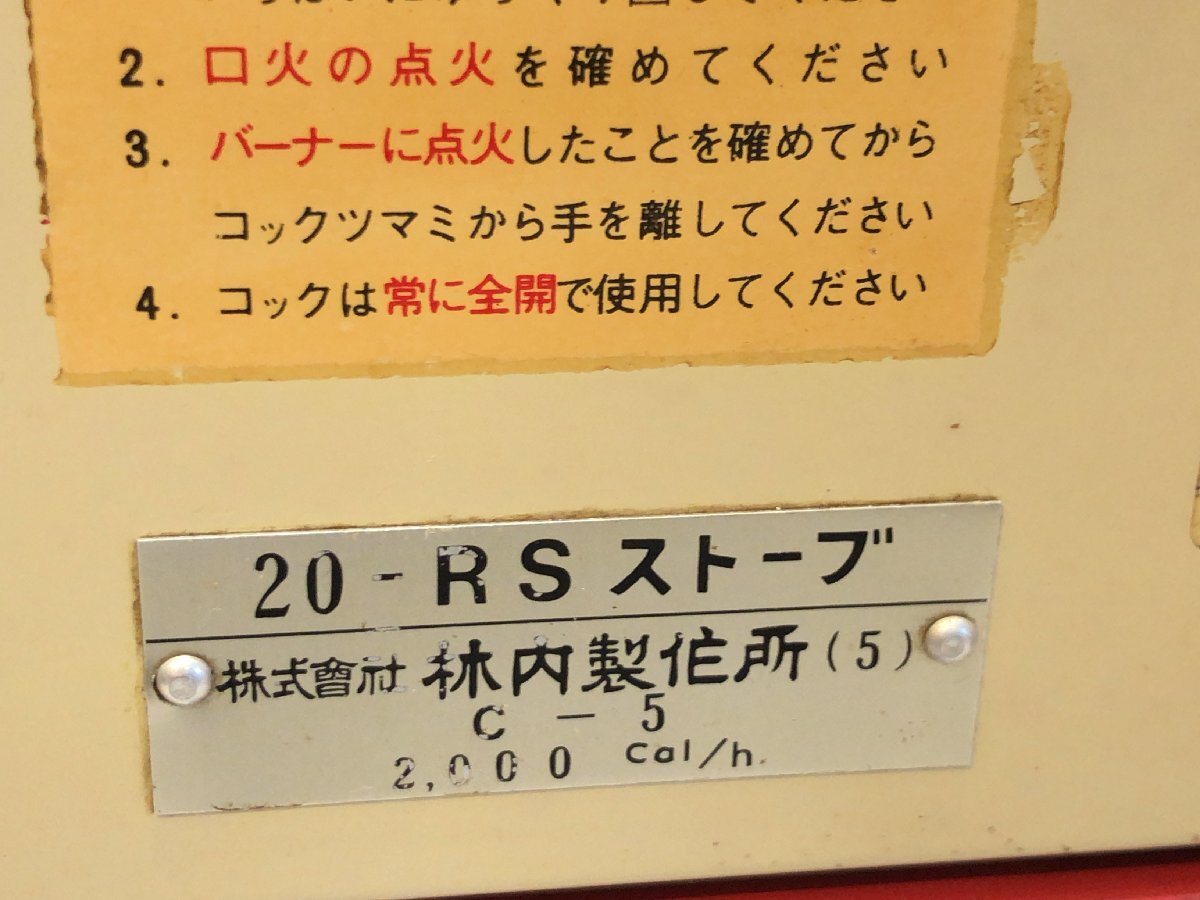 2. 口火の点火を確めてください
3. バーナーに点火したことを確めてから
コックツマミから手を離してください
4. コックは常に全開で使用してください
20-RSストーブ
株式會社 林内製作所(5)
C-5
2,000 Cal/h.